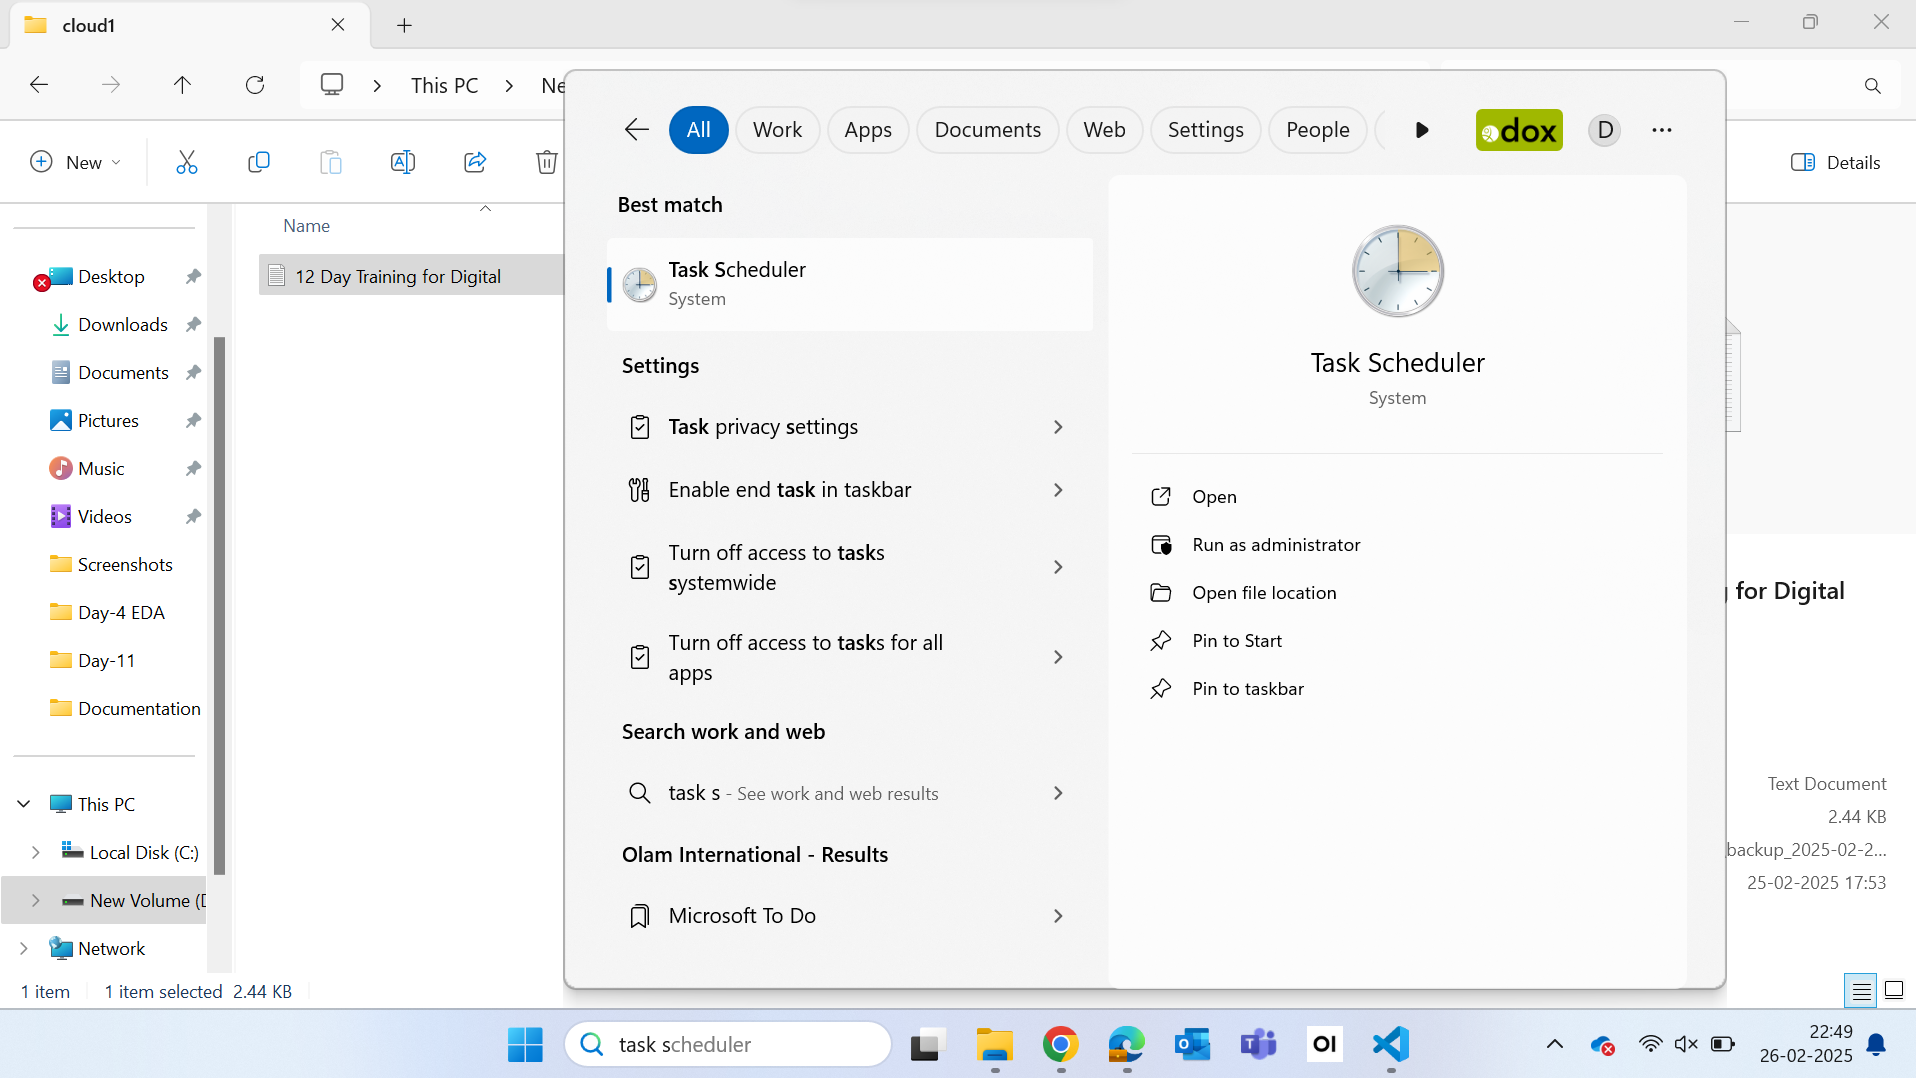 cloud1
This PC
Ne
New
Details
Name
12 Day Training for Digital
Desktop
Downloads
Documents
Pictures
Music
Videos
Screenshots
Day-4 EDA
Day-11
Documentation
This PC
Local Disk (C:)
New Volume (D
Network
1 item
1 item selected 2.44 KB
All
Work
Apps
Documents
Web
Settings
People
dox
D
Best match
Task Scheduler
System
Settings
Task privacy settings
Enable end task in taskbar
Turn off access to tasks
systemwide
Turn off access to tasks for all
apps
Search work and web
task s - See work and web results
Olam International - Results
Microsoft To Do
Task Scheduler
System
Open
Run as administrator
Open file location
Pin to Start
Pin to taskbar
for Digital
Text Document
2.44 KB
backup_2025-02-2...
25-02-2025 17:53
task scheduler
OI
22:49
26-02-2025